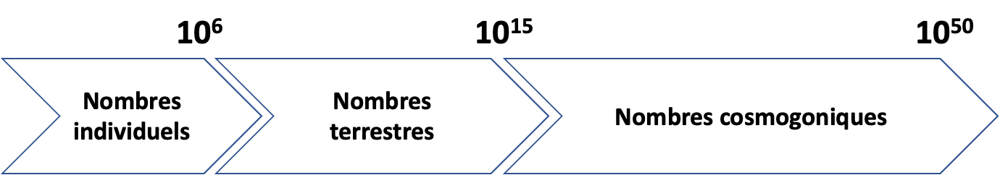 10⁶ 10¹⁵ 10⁵⁰
Nombres
individuels
Nombres
terrestres
Nombres cosmogoniques